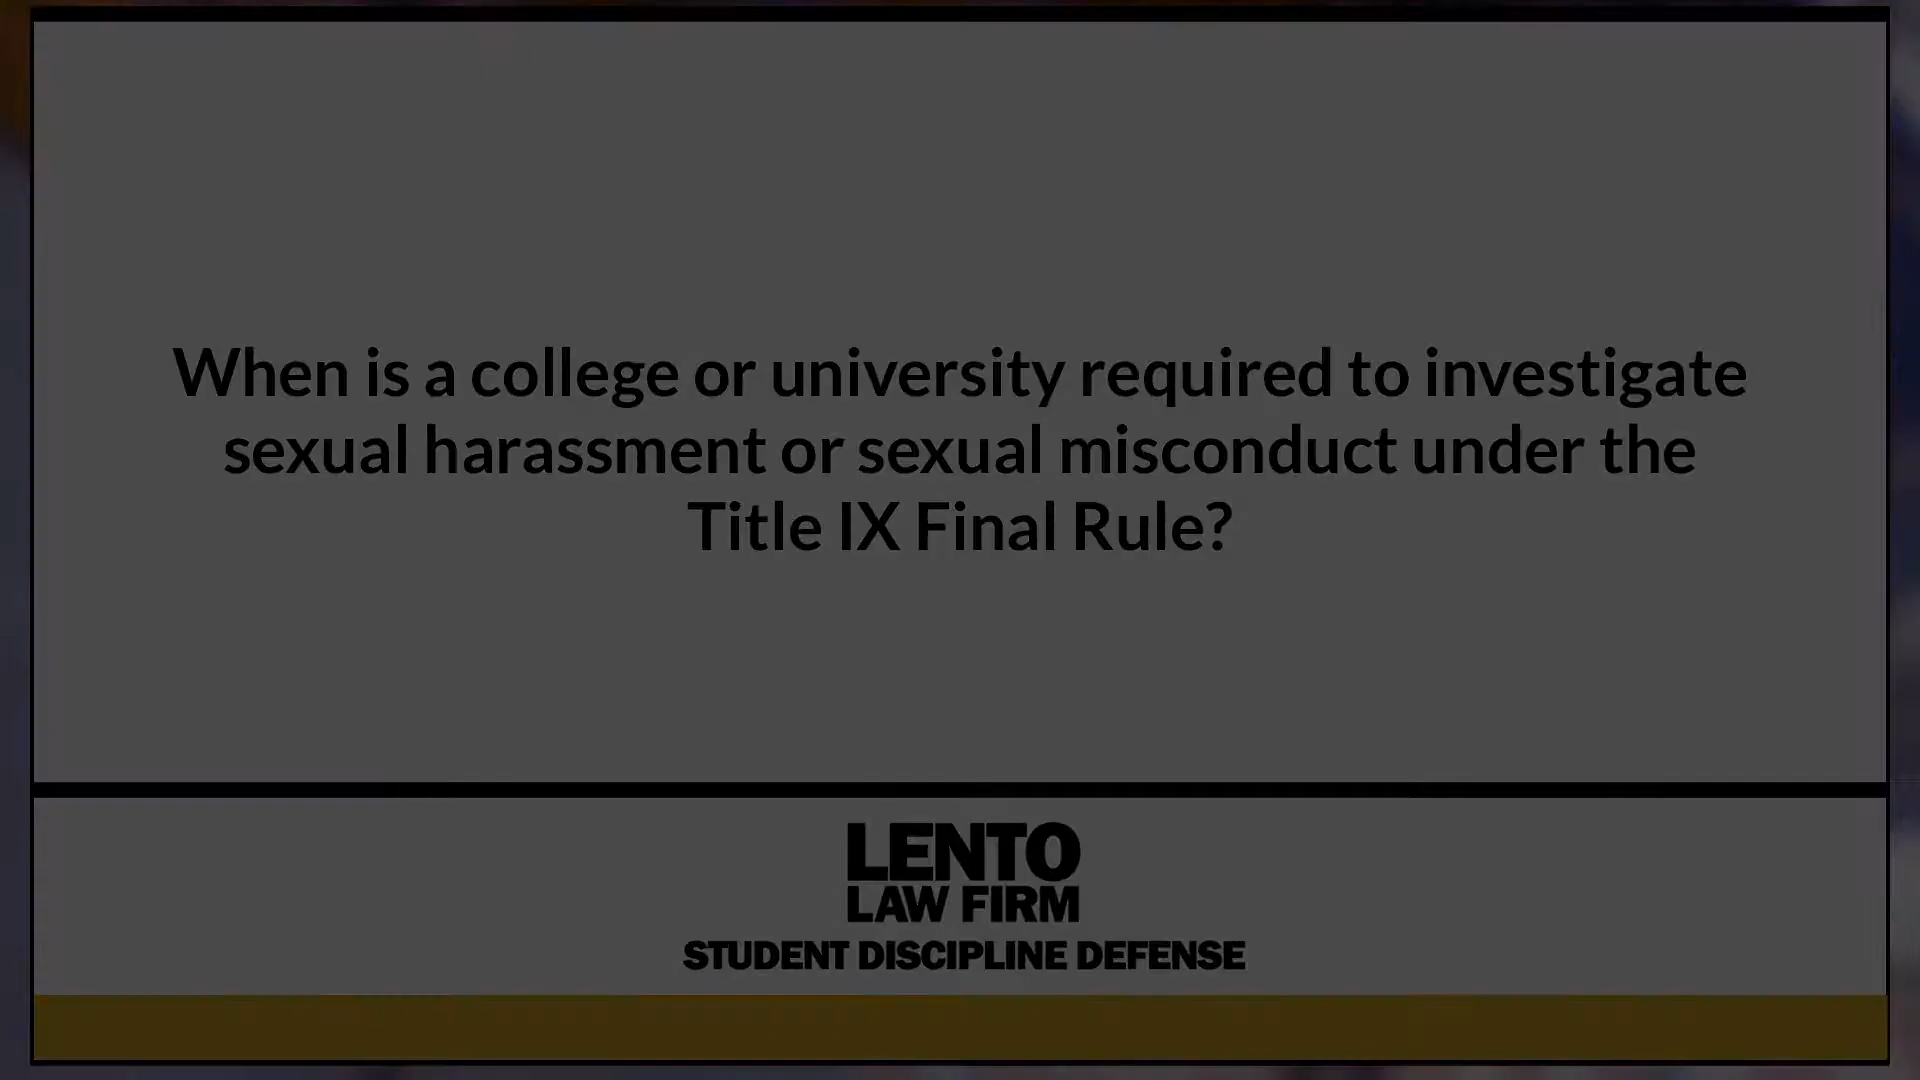 When is a college or university required to investigate
sexual harassment or sexual misconduct under the
Title IX Final Rule?
LENTO
LAW FIRM
STUDENT DISCIPLINE DEFENSE